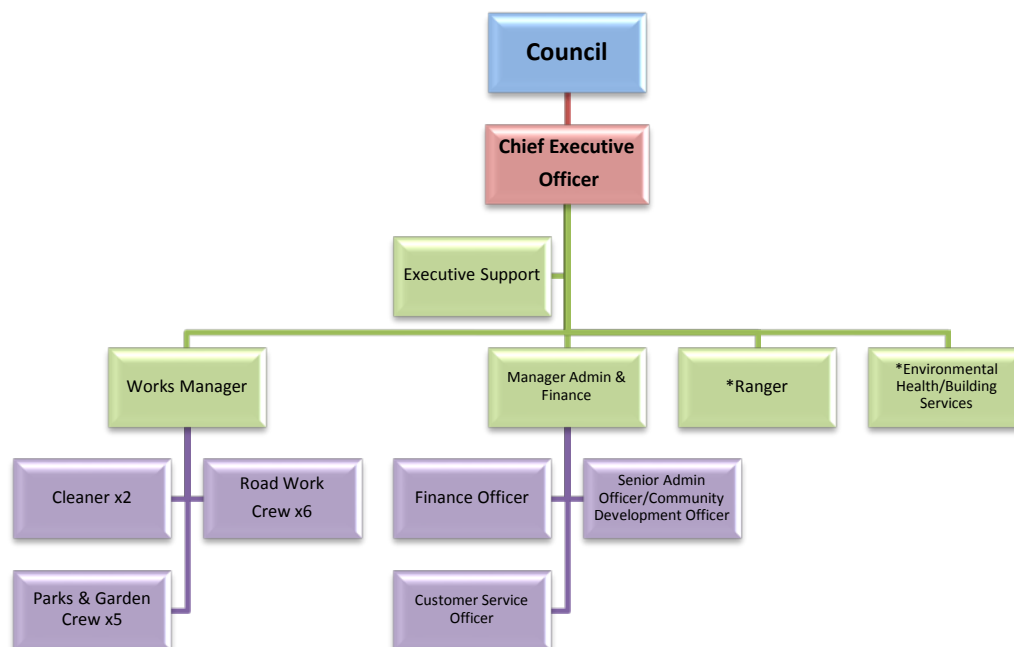 Council
Chief Executive
Officer
Executive Support
Works Manager
Manager Admin &
Finance
*Ranger
*Environmental
Health/Building
Services
Cleaner x2
Road Work
Crew x6
Finance Officer
Senior Admin
Officer/Community
Development Officer
Parks & Garden
Crew x5
Customer Service
Officer